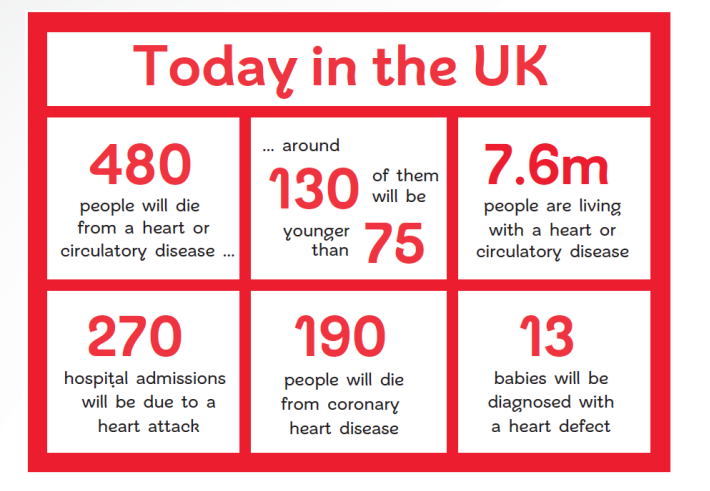 Today in the UK
480
people will die
from a heart or
circulatory disease ...
... around
130 of them
will be
younger
than 75
7.6m
people are living
with a heart or
circulatory disease
270
hospital admissions
will be due to a
heart attack
190
people will die
from coronary
heart disease
13
babies will be
diagnosed with
a heart defect